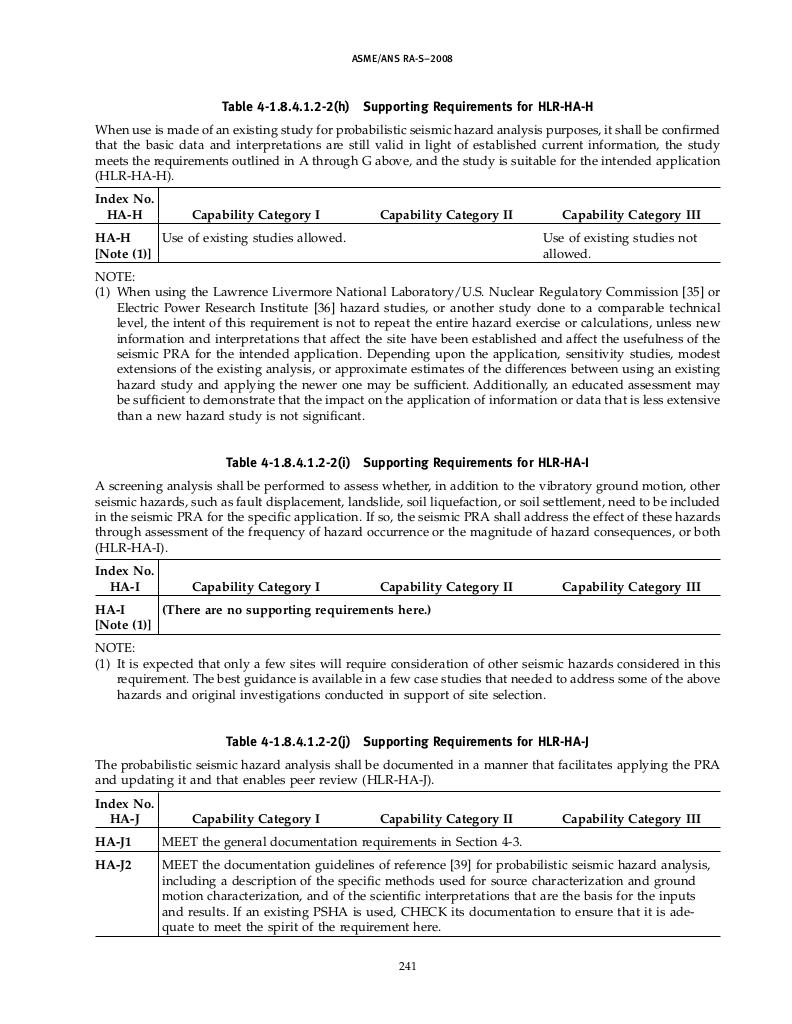 ASME/ANS RA-S–2008
Table 4-1.8.4.1.2-2(h) Supporting Requirements for HLR-HA-H
When use is made of an existing study for probabilistic seismic hazard analysis purposes, it shall be confirmed
that the basic data and interpretations are still valid in light of established current information, the study
meets the requirements outlined in A through G above, and the study is suitable for the intended application
(HLR-HA-H).
Index No.
HA-H Capability Category I Capability Category II Capability Category III
HA-H Use of existing studies allowed. Use of existing studies not
[Note (1)] allowed.
NOTE:
(1) When using the Lawrence Livermore National Laboratory/U.S. Nuclear Regulatory Commission [35] or
Electric Power Research Institute [36] hazard studies, or another study done to a comparable technical
level, the intent of this requirement is not to repeat the entire hazard exercise or calculations, unless new
information and interpretations that affect the site have been established and affect the usefulness of the
seismic PRA for the intended application. Depending upon the application, sensitivity studies, modest
extensions of the existing analysis, or approximate estimates of the differences between using an existing
hazard study and applying the newer one may be sufficient. Additionally, an educated assessment may
be sufficient to demonstrate that the impact on the application of information or data that is less extensive
than a new hazard study is not significant.
Table 4-1.8.4.1.2-2(i) Supporting Requirements for HLR-HA-I
A screening analysis shall be performed to assess whether, in addition to the vibratory ground motion, other
seismic hazards, such as fault displacement, landslide, soil liquefaction, or soil settlement, need to be included
in the seismic PRA for the specific application. If so, the seismic PRA shall address the effect of these hazards
through assessment of the frequency of hazard occurrence or the magnitude of hazard consequences, or both
(HLR-HA-I).
Index No.
HA-I Capability Category I Capability Category II Capability Category III
HA-I (There are no supporting requirements here.)
[Note (1)]
NOTE:
(1) It is expected that only a few sites will require consideration of other seismic hazards considered in this
requirement. The best guidance is available in a few case studies that needed to address some of the above
hazards and original investigations conducted in support of site selection.
Table 4-1.8.4.1.2-2(j) Supporting Requirements for HLR-HA-J
The probabilistic seismic hazard analysis shall be documented in a manner that facilitates applying the PRA
and updating it and that enables peer review (HLR-HA-J).
Index No.
HA-J Capability Category I Capability Category II Capability Category III
HA-J1 MEET the general documentation requirements in Section 4-3.
HA-J2 MEET the documentation guidelines of reference [39] for probabilistic seismic hazard analysis,
including a description of the specific methods used for source characterization and ground
motion characterization, and of the scientific interpretations that are the basis for the inputs
and results. If an existing PSHA is used, CHECK its documentation to ensure that it is ade-
quate to meet the spirit of the requirement here.
241